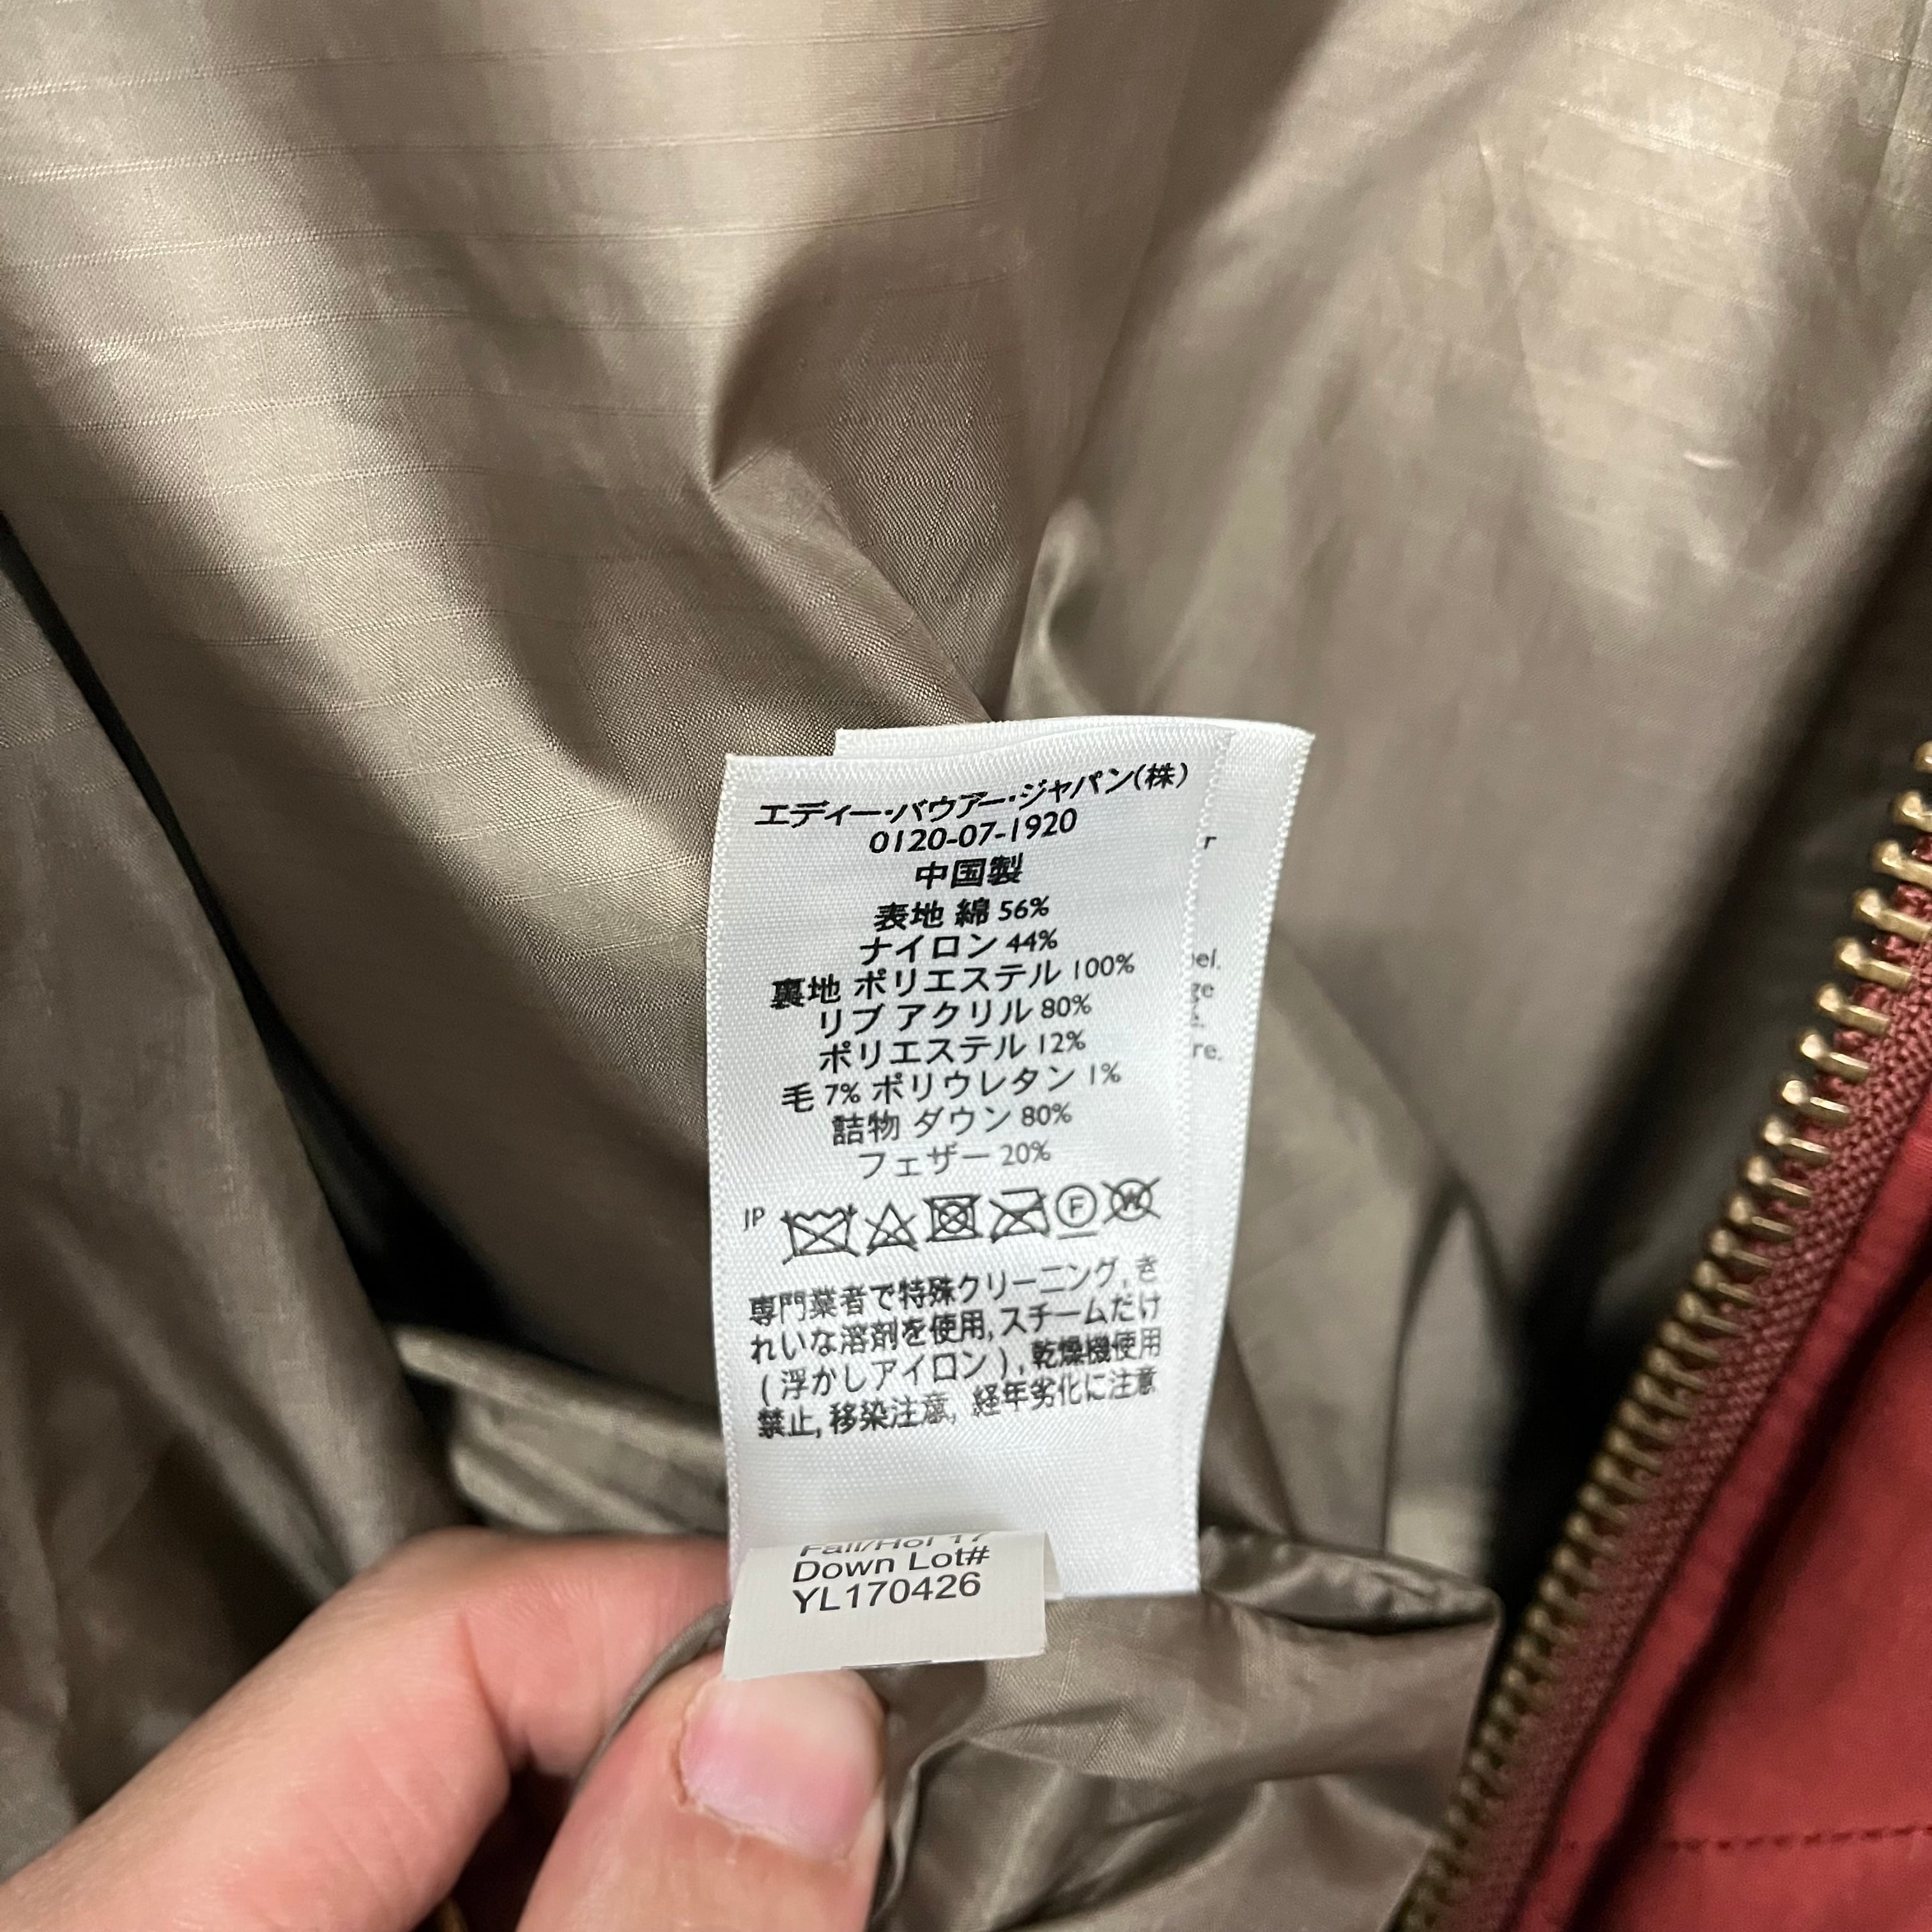 エディー・バウアー・ジャパン(株)
0120-07-1920
中国製
表地 綿 56%
ナイロン 44%
裏地 ポリエステル 100%
リブ アクリル 80%
ポリエステル 12%
毛 7% ポリウレタン 1%
詰物 ダウン 80%
フェザー 20%
JP F W
専門業者で特殊クリーニング, き
れいな溶剤を使用, スチームだけ
(浮かしアイロン), 乾燥機使用
禁止, 移染注意, 経年劣化に注意
Fall/Hol 17
Down Lot#
YL170426